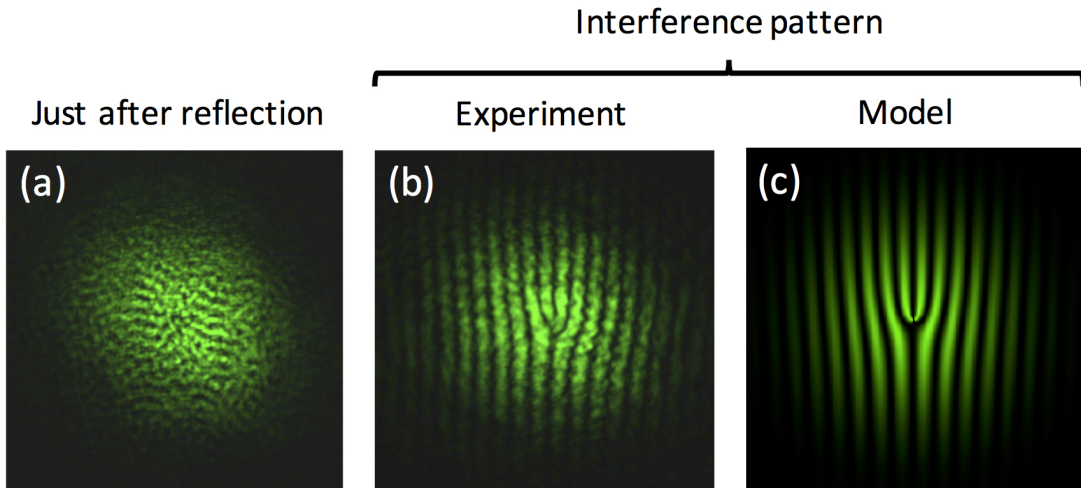 Interference pattern
Just after reflection
Experiment
Model
(a)
(b)
(c)